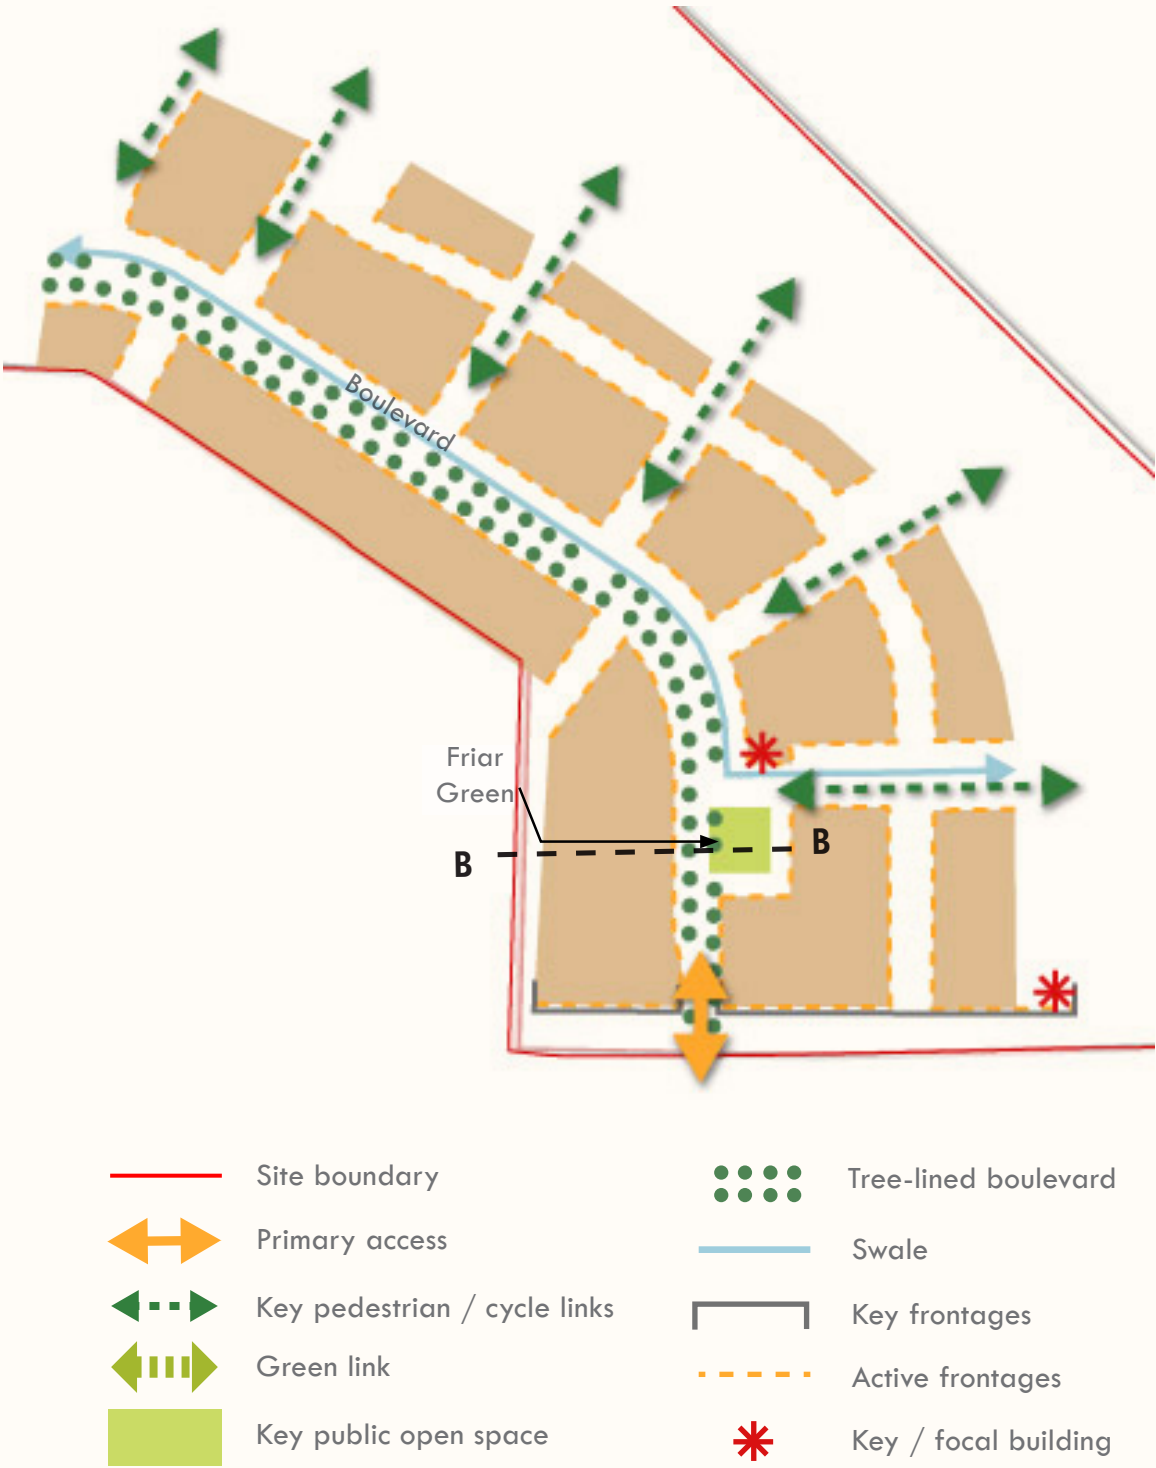 Boulevard
Friar
Green
B
B
Site boundary
Primary access
Key pedestrian / cycle links
Green link
Key public open space
Tree-lined boulevard
Swale
Key frontages
Active frontages
Key / focal building